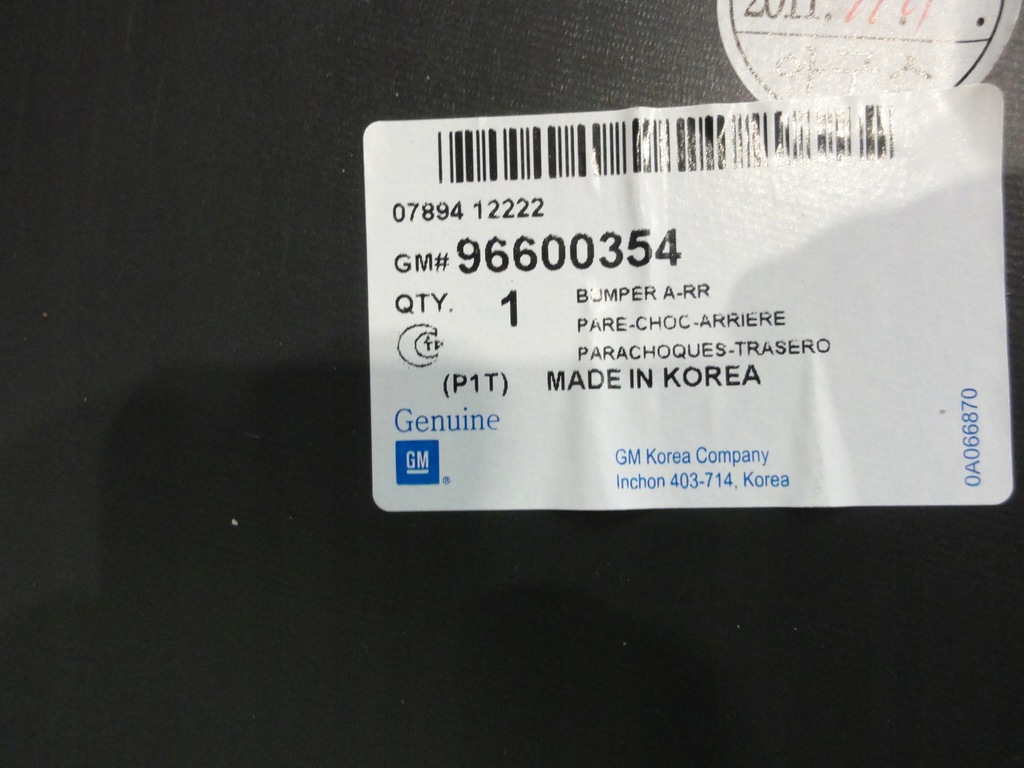 2011.
07894 12222
GM# 96600354
QTY. 1
BUMPER A-RR
PARE-CHOC-ARRIERE
PARACHOQUES-TRASERO
(P1T) MADE IN KOREA
Genuine
GM
®
GM Korea Company
Inchon 403-714, Korea
0A066870